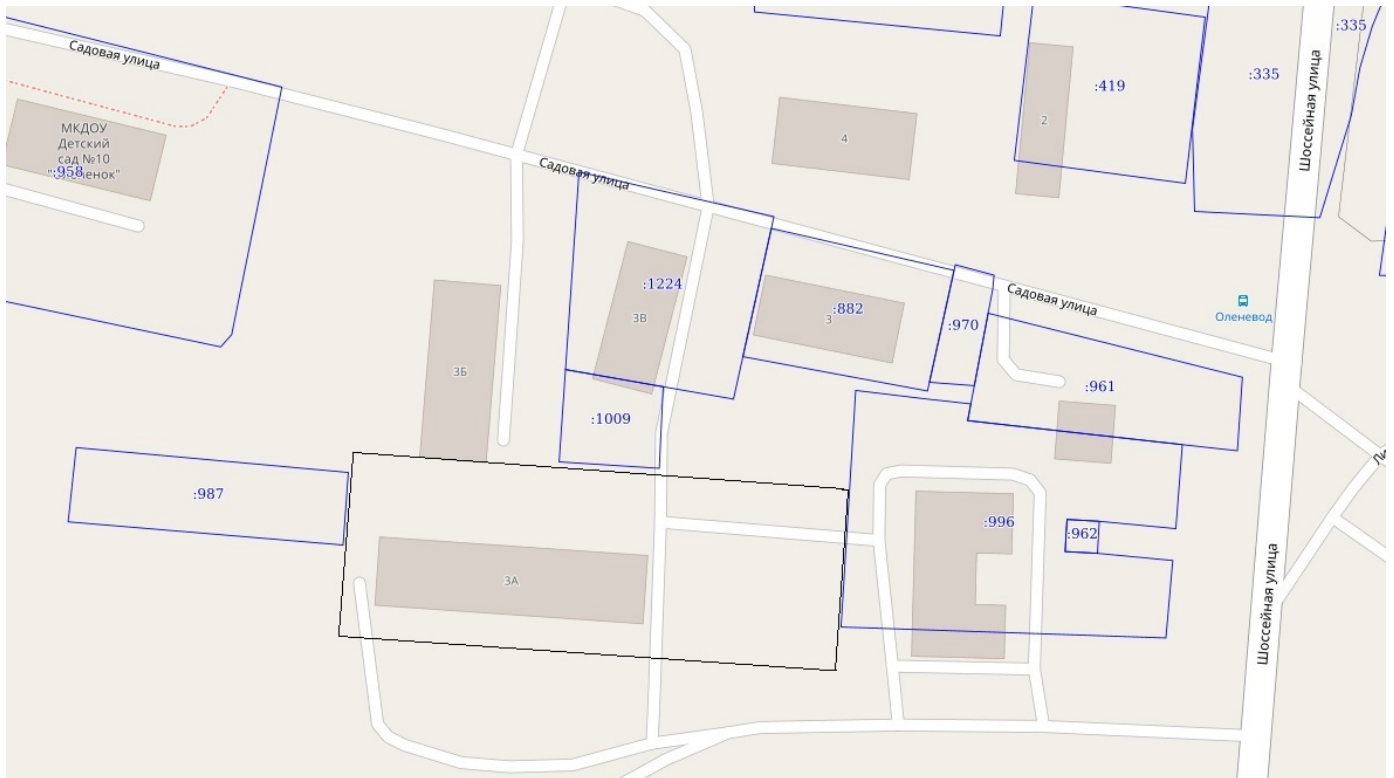 :335
Садовая улица
:335
:419
МКДОУ
Детский
сад №10
:958
2
4
Шоссейная улица
Садовая улица
:1224
3В
:882
3
Садовая улица
Оленевод
:970
3Б
:961
:1009
:987
:996
:962
3А
Шоссейная улица